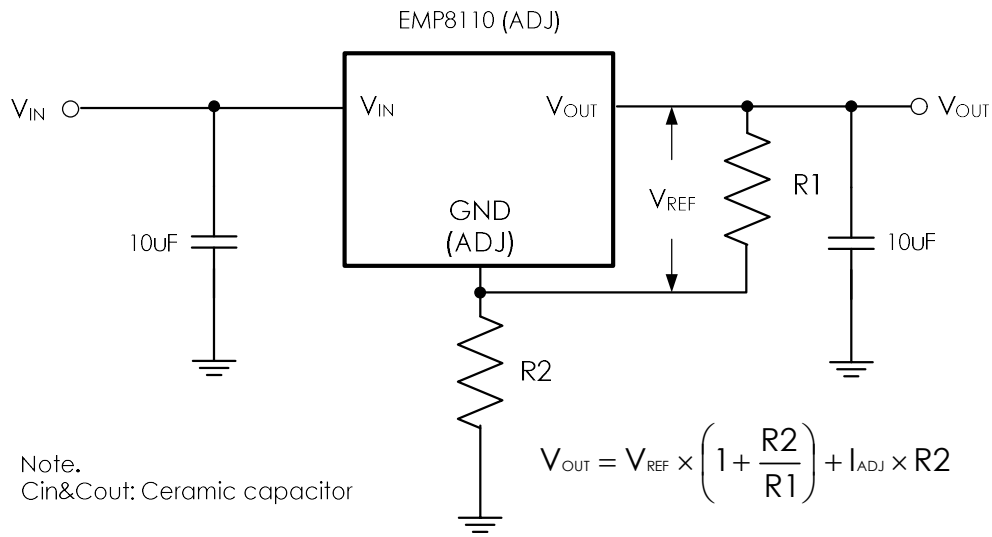 EMP8110 (ADJ)
VIN
VIN
VOUT
VOUT
VREF
R1
GND
(ADJ)
10uF
10uF
R2
Note.
Cin&Cout: Ceramic capacitor
VOUT = VREF × (1 + R2/R1) + IADJ × R2